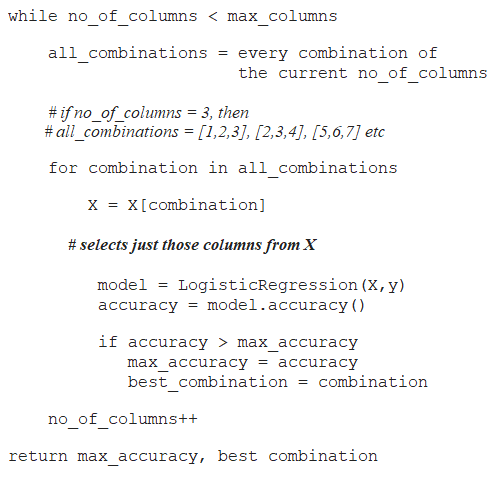 while no_of_columns < max_columns
all_combinations = every combination of
the current no_of_columns
# if no_of_columns = 3, then
# all_combinations = [1,2,3], [2,3,4], [5,6,7] etc
for combination in all_combinations
X = X[combination]
# selects just those columns from X
model = LogisticRegression(X,y)
accuracy = model.accuracy()
if accuracy > max_accuracy
max_accuracy = accuracy
best_combination = combination
no_of_columns++
return max_accuracy, best combination